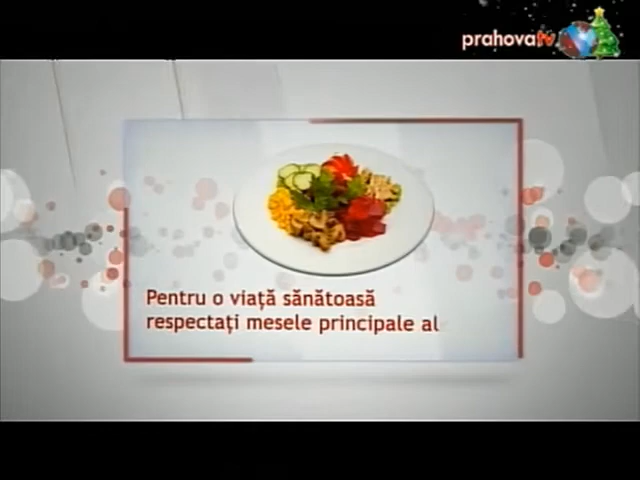 prahovatv
Pentru o viață sănătoasă
respectați mesele principale al